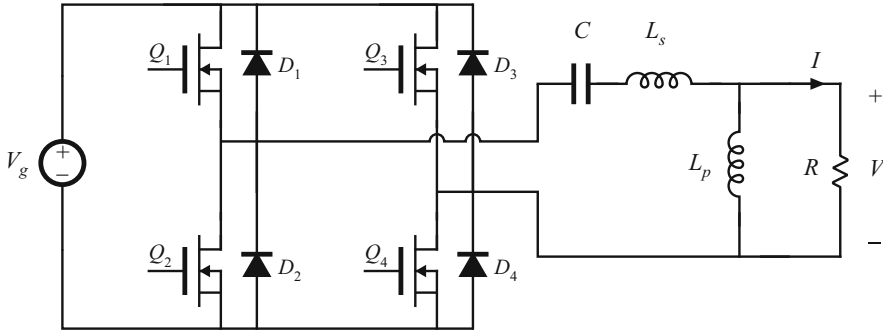 C
L_s
Q_1
D_1
Q_3
D_3
I
+
V_g
+
−
L_p
R
V
Q_2
D_2
Q_4
D_4
−